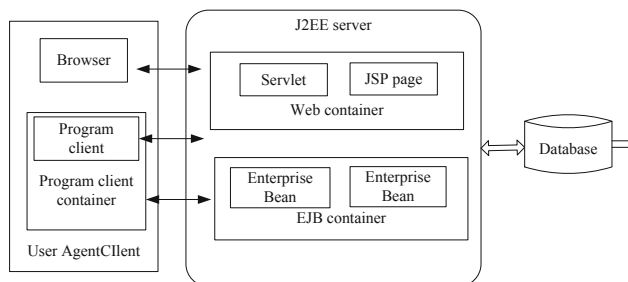 J2EE server
Browser
Servlet
JSP page
Web container
Program
client
Program client
container
User AgentCIlent
Enterprise
Bean
Enterprise
Bean
EJB container
Database